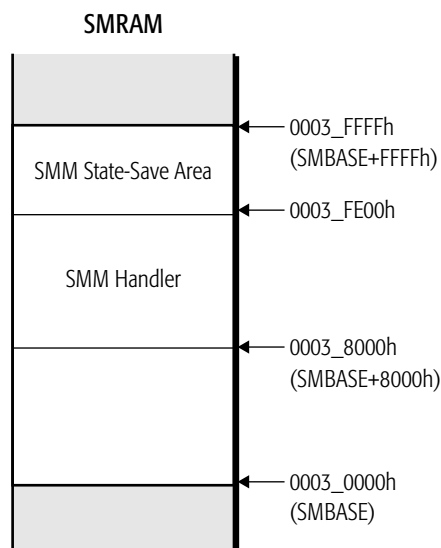 SMRAM
0003_FFFFh
(SMBASE+FFFFh)
SMM State-Save Area
0003_FE00h
SMM Handler
0003_8000h
(SMBASE+8000h)
0003_0000h
(SMBASE)